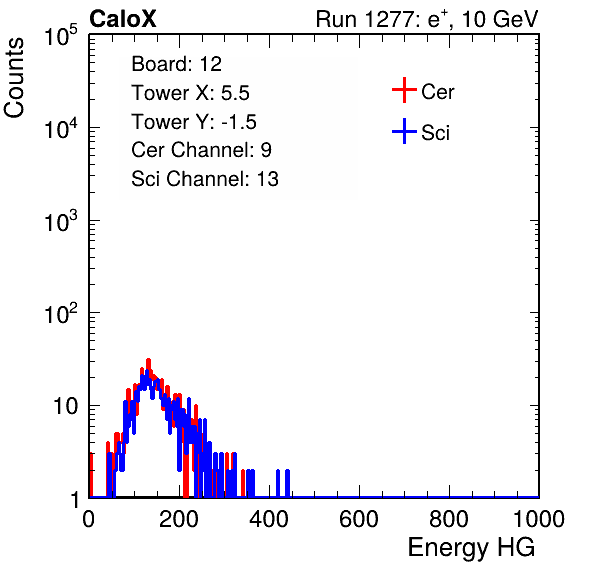 CaloX Run 1277: e⁺, 10 GeV
Counts
Board: 12
Tower X: 5.5
Tower Y: -1.5
Cer Channel: 9
Sci Channel: 13
Cer
Sci
10⁵
10⁴
10³
10²
10
1
0 200 400 600 800 1000
Energy HG